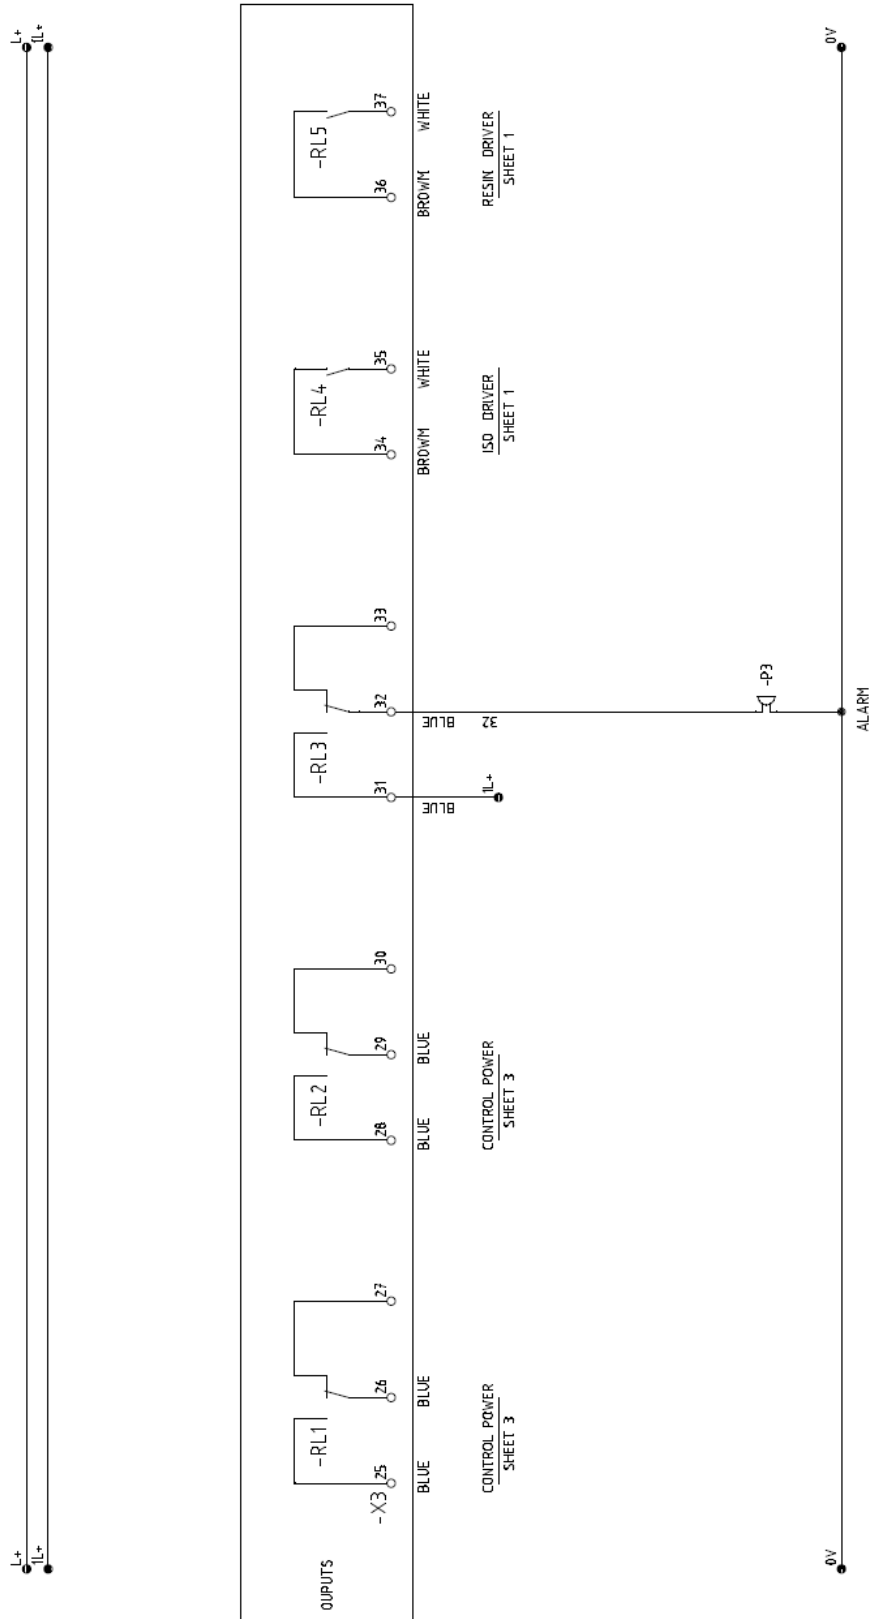 L+
1L+
0V
-RL5
37
36
WHITE
BROWM
RESIN DRIVER
SHEET 1
-RL4
35
34
WHITE
BROWM
ISO DRIVER
SHEET 1
33
32
-RL3
31
BLUE
32
BLUE
1L+
-P3
ALARM
30
29
-RL2
28
BLUE
BLUE
CONTROL POWER
SHEET 3
27
26
-RL1
25
-X3
BLUE
BLUE
CONTROL POWER
SHEET 3
OUPUTS
L+
1L+
0V